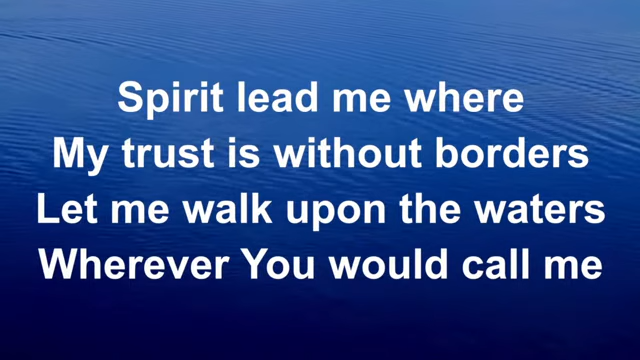 Spirit lead me where
My trust is without borders
Let me walk upon the waters
Wherever You would call me